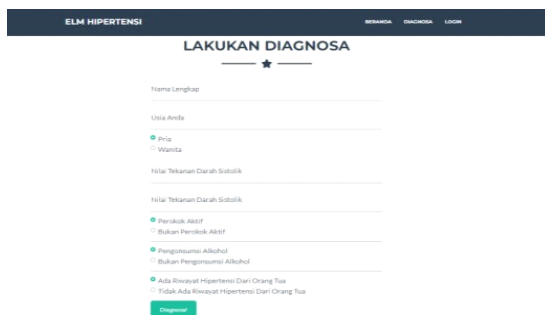 ELM HIPERTENSI
BERANDA DIAGNOSA LOGIN
LAKUKAN DIAGNOSA
Nama Lengkap
Usia Anda
Pria
Wanita
Nilai Tekanan Darah Sistolik
Nilai Tekanan Darah Sistolik
Perokok Aktif
Bukan Perokok Aktif
Pengonsumsi Alkohol
Bukan Pengonsumsi Alkohol
Ada Riwayat Hipertensi Dari Orang Tua
Tidak Ada Riwayat Hipertensi Dari Orang Tua
Diagnosa!